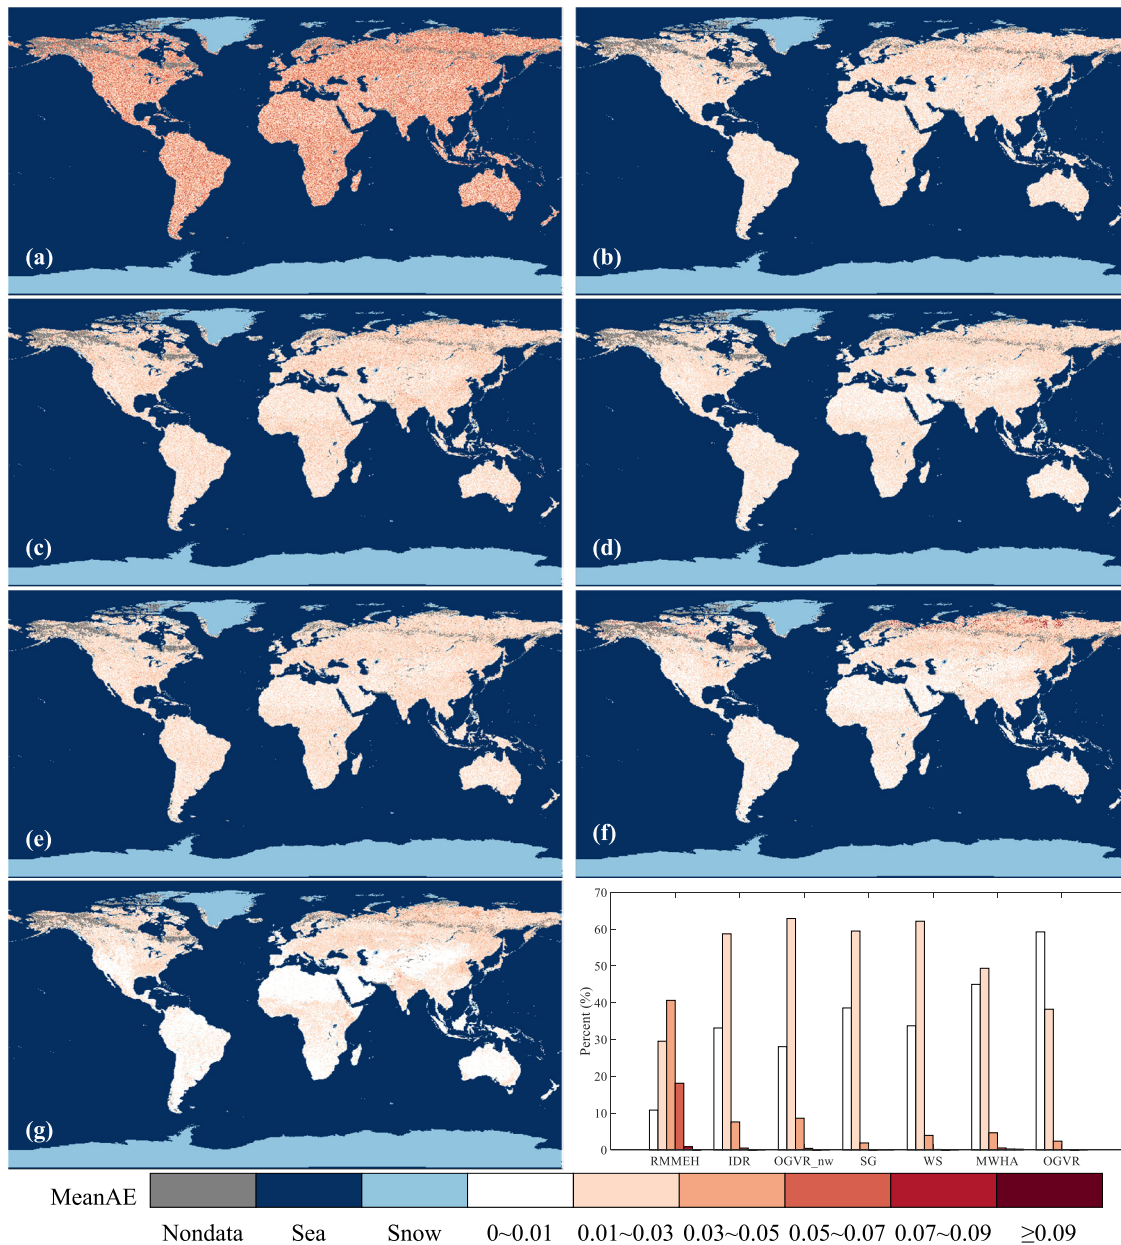 (a)
(b)
(c)
(d)
(e)
(f)
(g)
70
60
50
40
30
20
10
0
Percent (%)
RMMEH IDR OGVR_nw SG WS MWHA OGVR
MeanAE
Nondata Sea Snow 0~0.01 0.01~0.03 0.03~0.05 0.05~0.07 0.07~0.09 ≥0.09